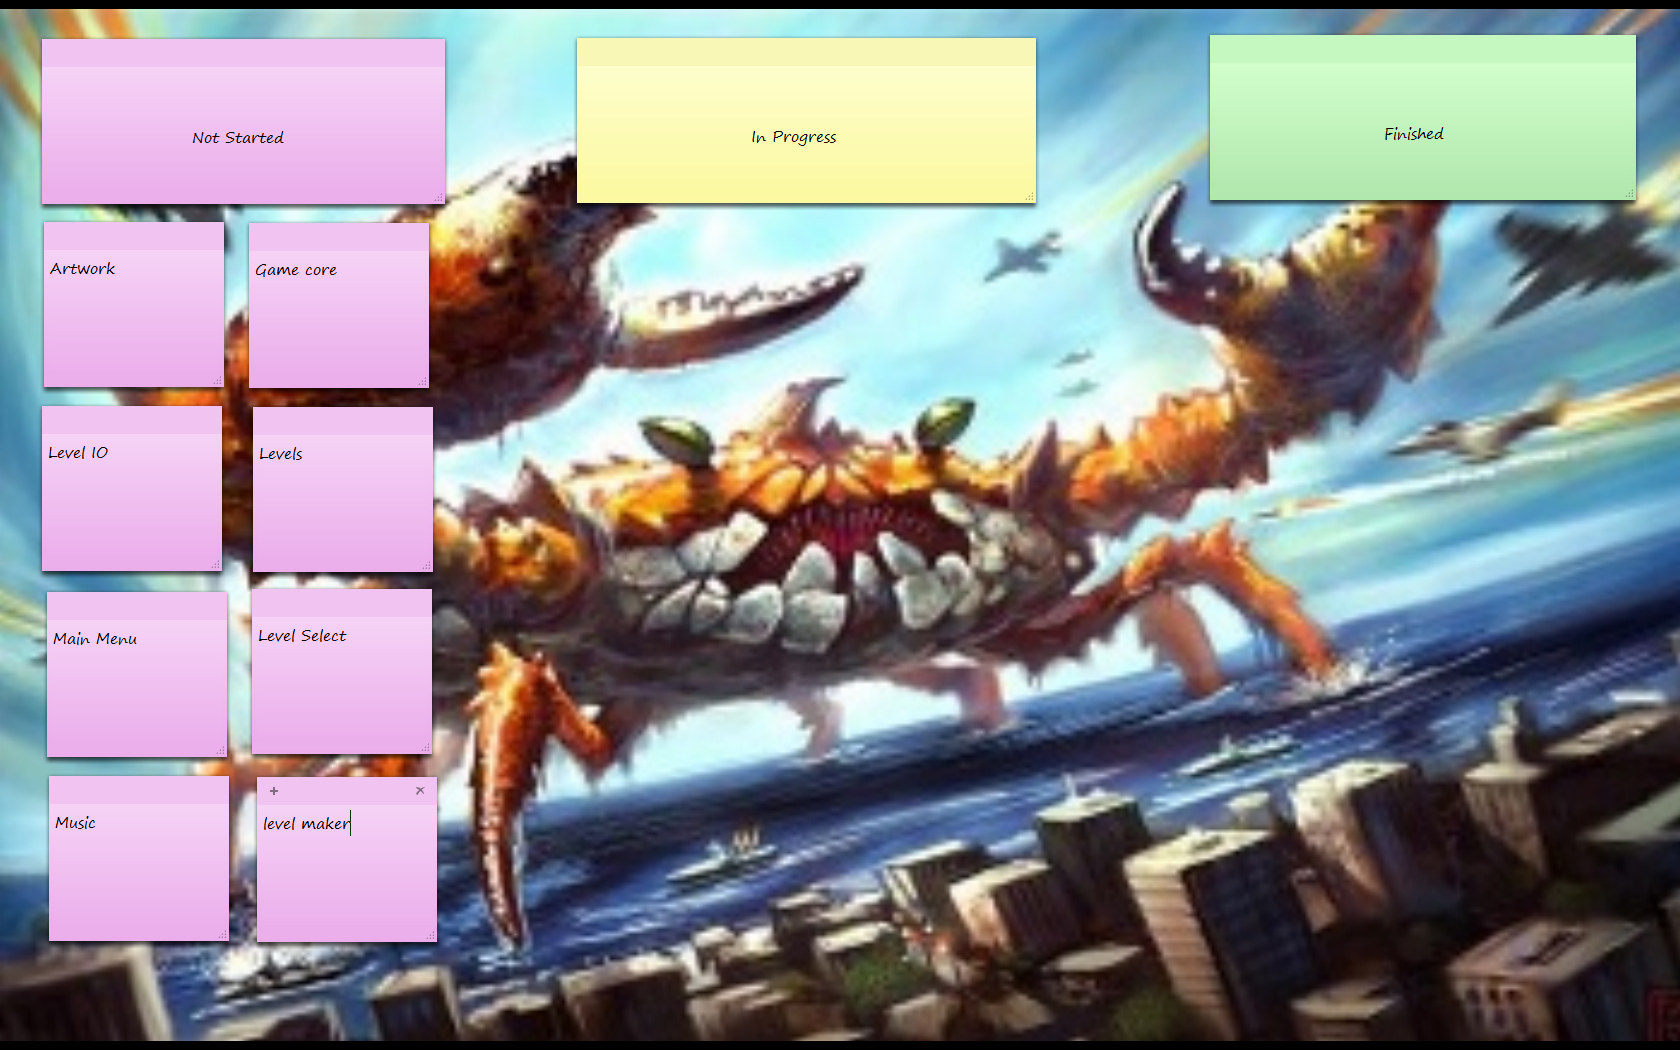 Not Started
In Progress
Finished
Artwork
Game core
Level IO
Levels
Main Menu
Level Select
Music
level maker